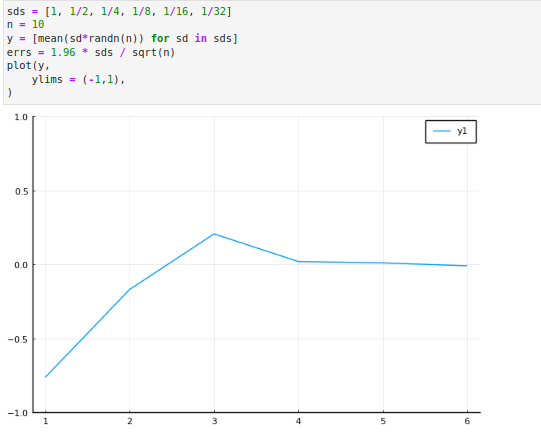 sds = [1, 1/2, 1/4, 1/8, 1/16, 1/32]
n = 10
y = [mean(sd*randn(n)) for sd in sds]
errs = 1.96 * sds / sqrt(n)
plot(y,
    ylims = (-1,1),
)
1.0
y1
0.5
0.0
−0.5
−1.0
1 2 3 4 5 6